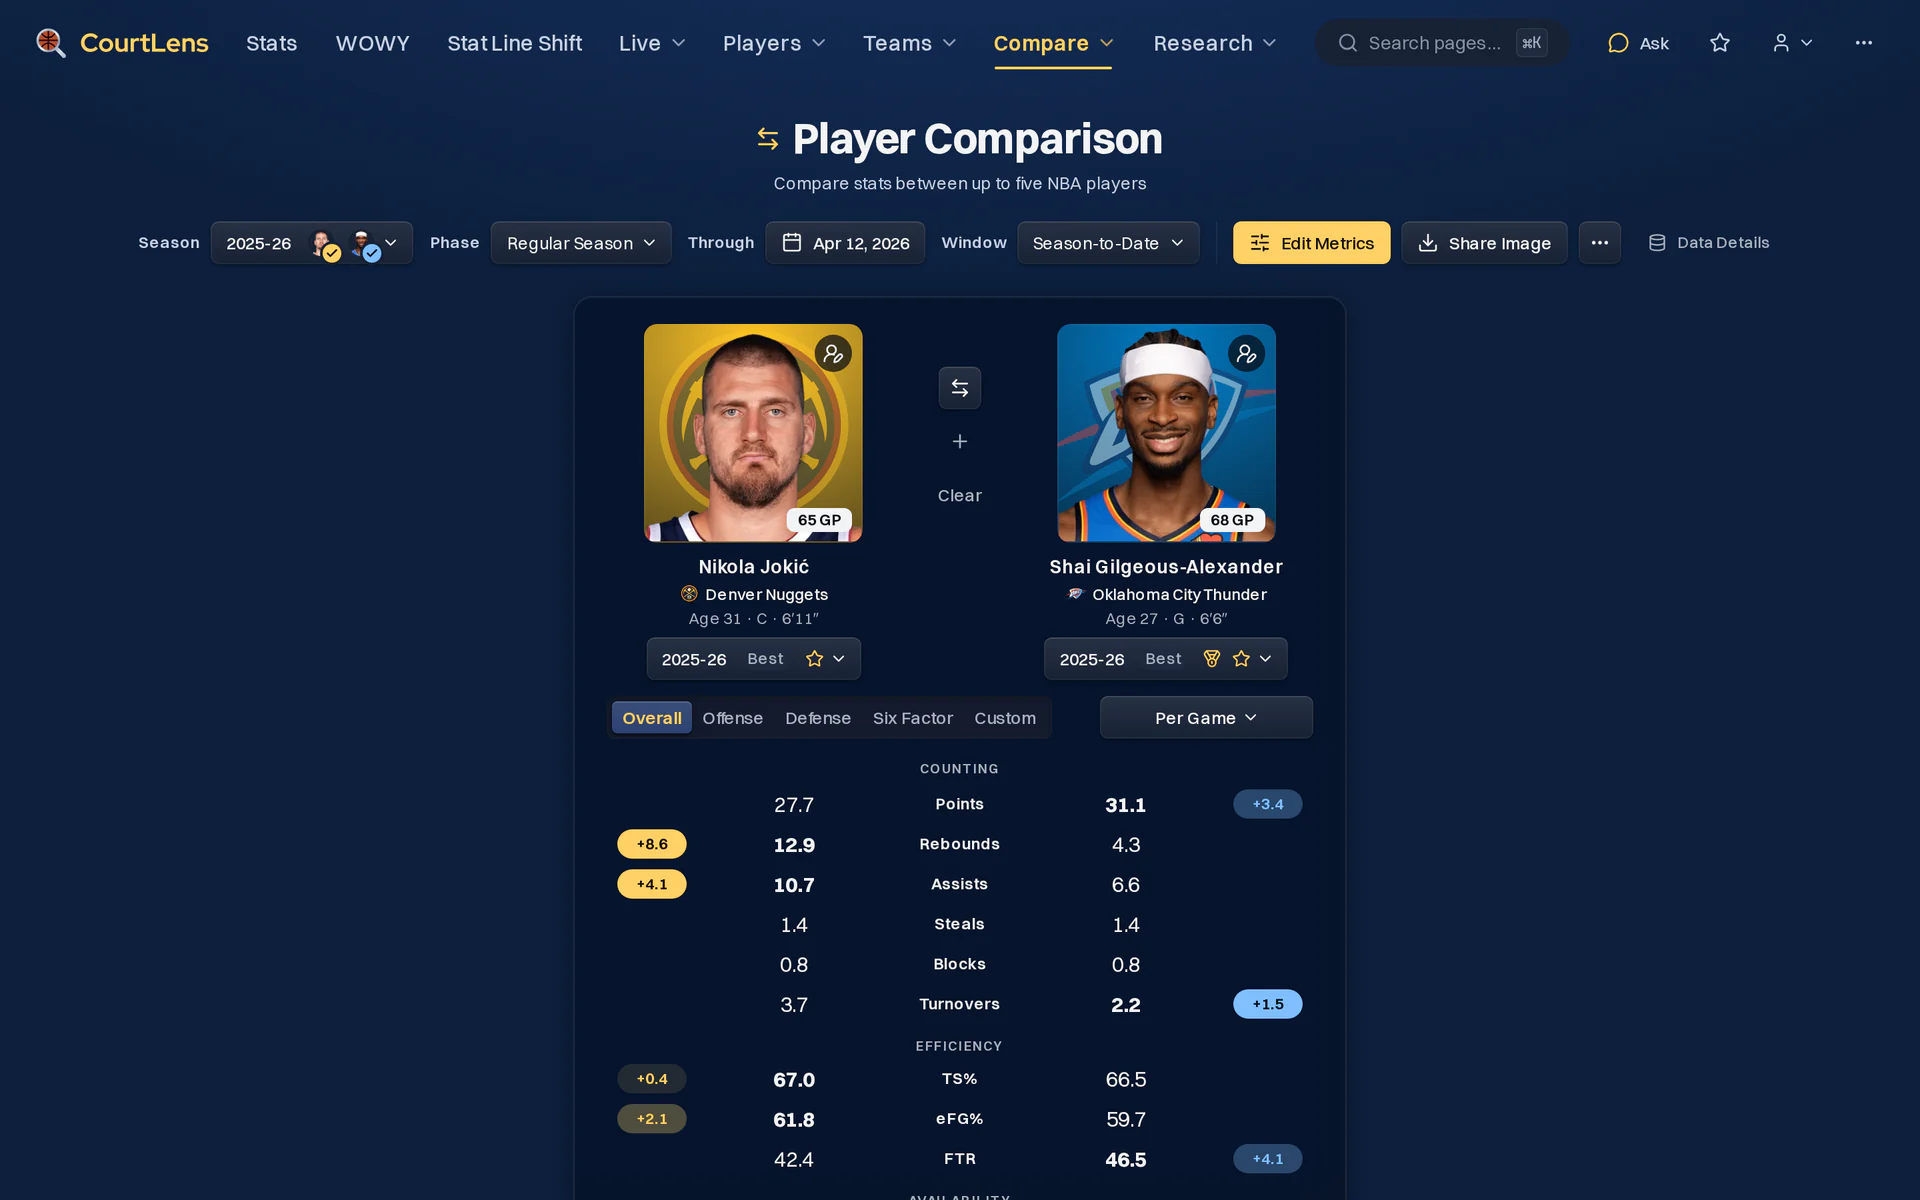 CourtLens Stats WOWY Stat Line Shift Live Players Teams Compare Research Search pages... ⌘K Ask
Player Comparison
Compare stats between up to five NBA players
Season 2025-26 Phase Regular Season Through Apr 12, 2026 Window Season-to-Date Edit Metrics Share Image Data Details
Clear
65 GP 68 GP
Nikola Jokić Shai Gilgeous-Alexander
Denver Nuggets Oklahoma City Thunder
Age 31 · C · 6'11" Age 27 · G · 6'6"
2025-26 Best 2025-26 Best
Overall Offense Defense Six Factor Custom Per Game
COUNTING
27.7 Points 31.1 +3.4
+8.6 12.9 Rebounds 4.3
+4.1 10.7 Assists 6.6
1.4 Steals 1.4
0.8 Blocks 0.8
3.7 Turnovers 2.2 +1.5
EFFICIENCY
+0.4 67.0 TS% 66.5
+2.1 61.8 eFG% 59.7
42.4 FTR 46.5 +4.1
AVAILABILITY